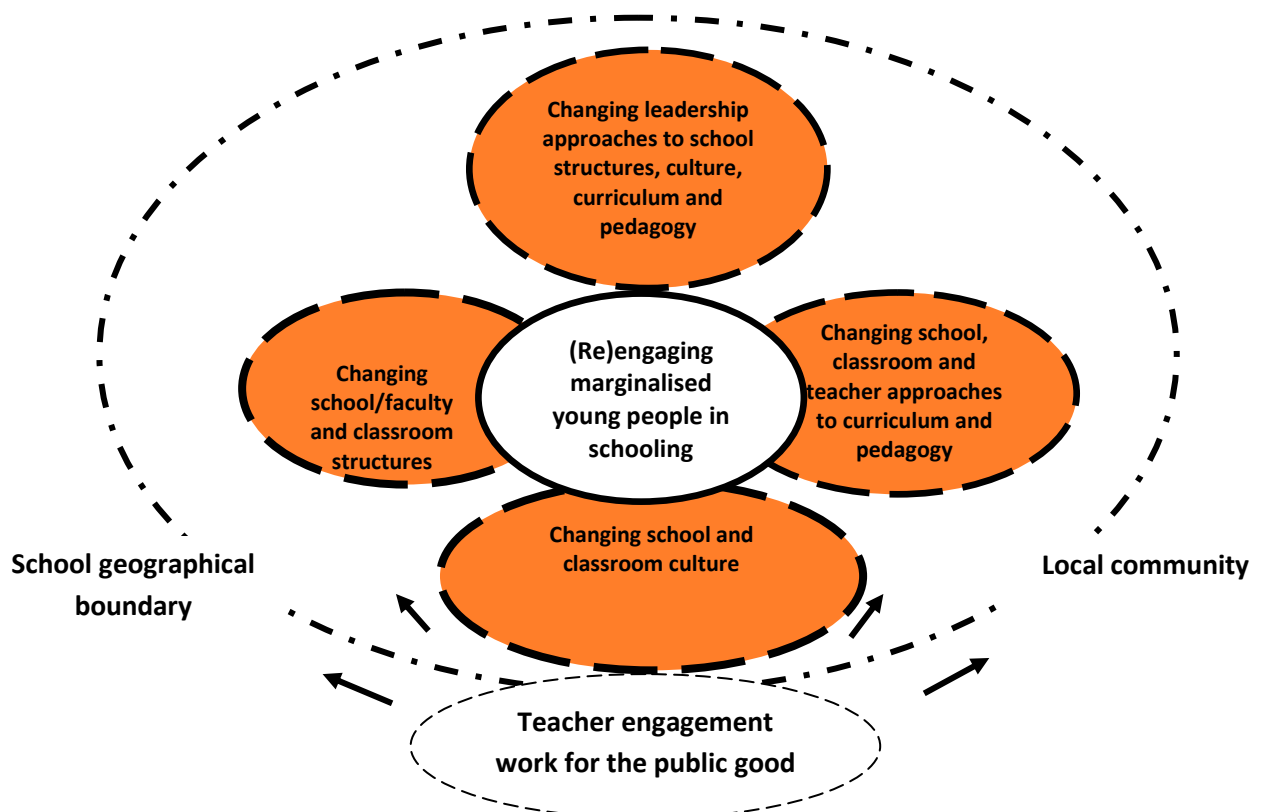 Changing leadership
approaches to school
structures, culture,
curriculum and
pedagogy
Changing
school/faculty
and classroom
structures
(Re)engaging
marginalised
young people in
schooling
Changing school,
classroom and
teacher approaches
to curriculum and
pedagogy
Changing school and
classroom culture
School geographical
boundary
Local community
Teacher engagement
work for the public good